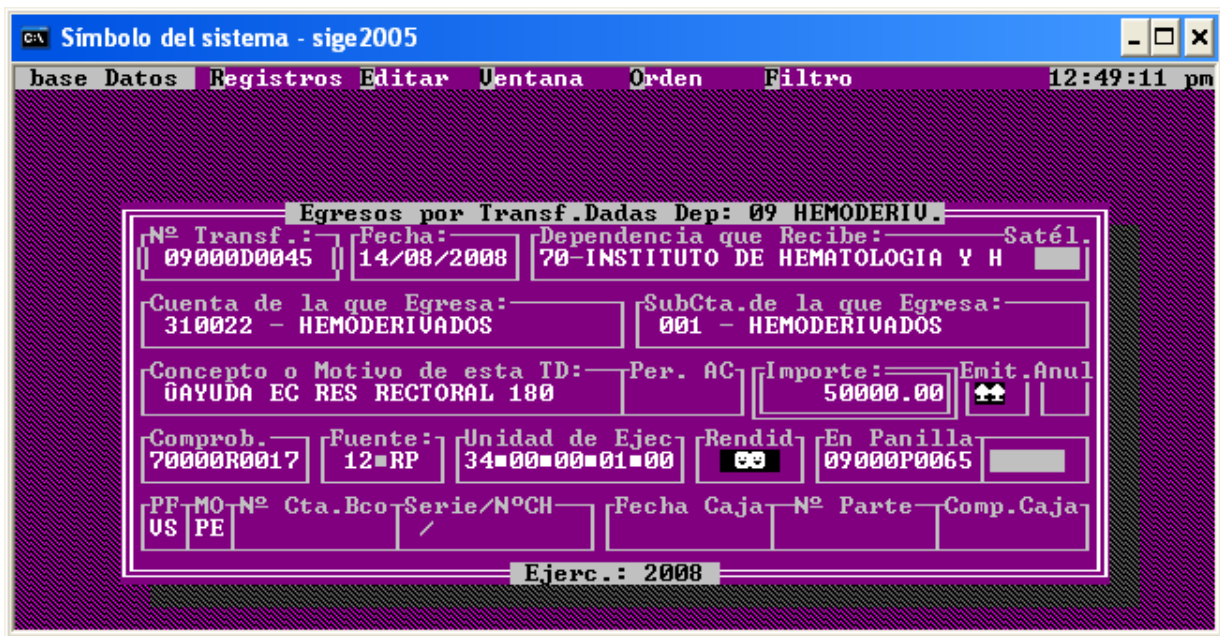 Símbolo del sistema - sige2005
base Datos Registros Editar Ventana Orden Filtro 12:49:11 pm
Egresos por Transf.Dadas Dep: 09 HEMODERIV.
Nº Transf.: Fecha: Dependencia que Recibe: Satél.
09000D0045 14/08/2008 70-INSTITUTO DE HEMATOLOGIA Y H
Cuenta de la que Egresa: SubCta.de la que Egresa:
310022 - HEMODERIVADOS 001 - HEMODERIVADOS
Concepto o Motivo de esta TD: Per. AC Importe: Emit. Anul
ÛAYUDA EC RES RECTORAL 180 50000.00
Comprob. Fuente: Unidad de Ejec Rendid En Panilla
70000R0017 12■RP 34■00■00■01■00 09000P0065
PF MO Nº Cta.Bco Serie/NºCH Fecha Caja Nº Parte Comp.Caja
VS PE /
Ejerc.: 2008